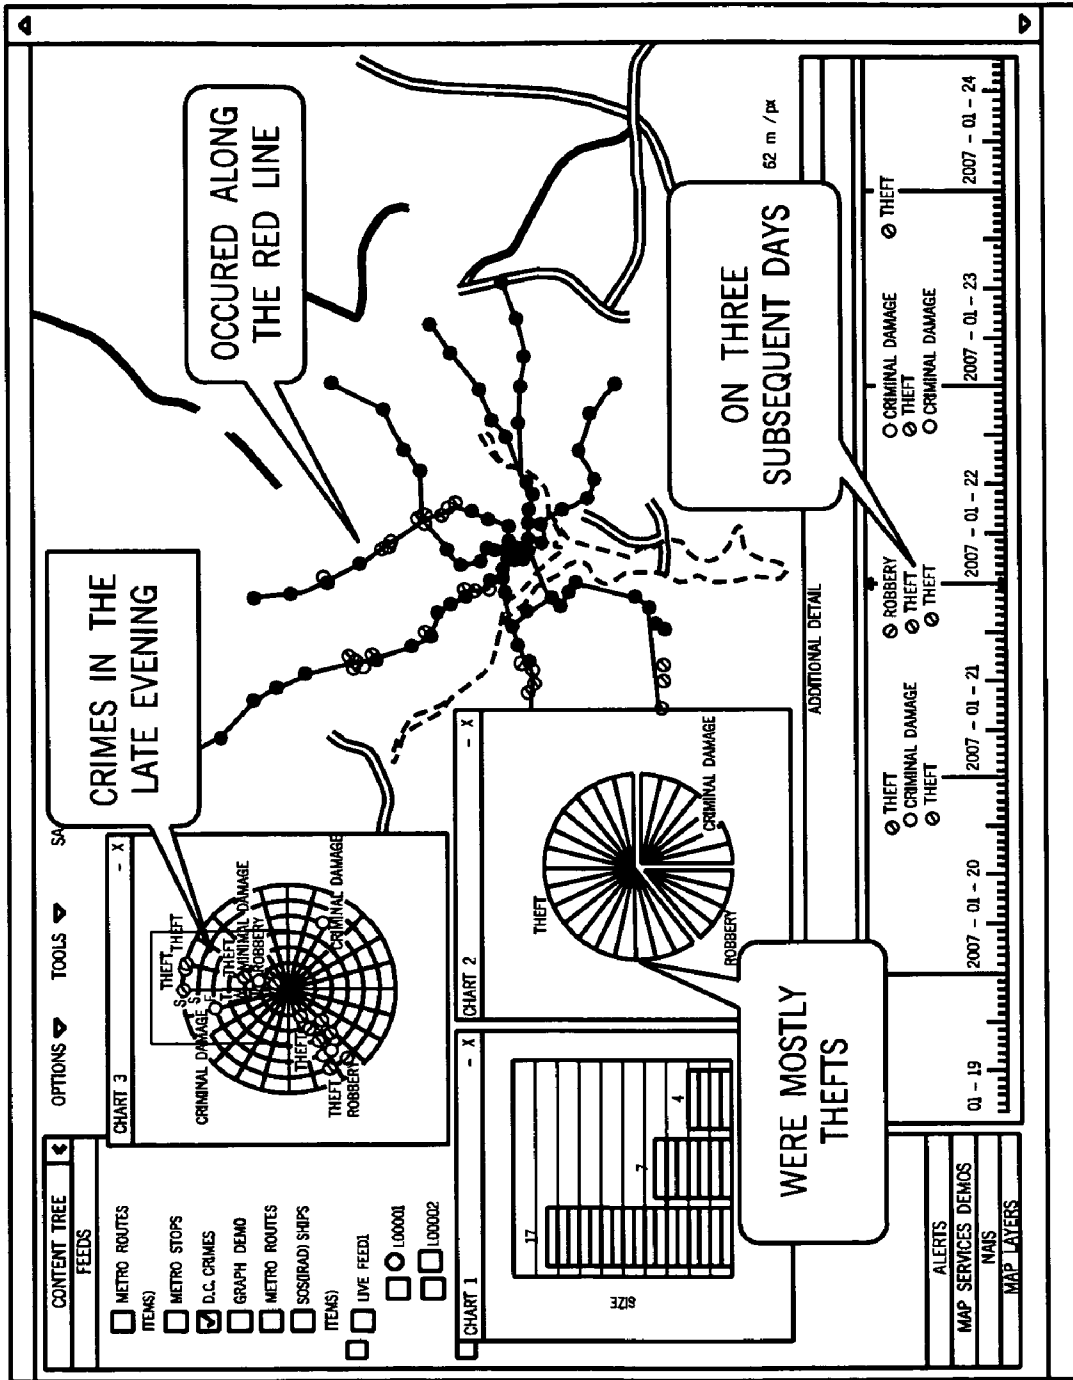 CONTENT TREE
FEEDS
METRO ROUTES
ITEMS)
METRO STOPS
D.C. CRIMES
GRAPH DEMO
METRO ROUTES
SOS(IRAD) SHIPS
ITEMS)
LIVE FEED1
L00001
L00002
ALERTS
MAP SERVICES DEMOS
NAIS
MAP LAYERS
OPTIONS
TOOLS
SA
CHART 3
- X
THEFT
THEFT
S
S
F
T
THEFT
MINIMAL DAMAGE
ROBBERY
CRIMINAL DAMAGE
CRIMINAL DAMAGE
THEFT
THEFT
ROBBERY
CHART 1
- X
SIZE
17
7
4
CHART 2
- X
THEFT
CRIMINAL DAMAGE
ROBBERY
CRIMES IN THE
LATE EVENING
OCCURED ALONG
THE RED LINE
WERE MOSTLY
THEFTS
ON THREE
SUBSEQUENT DAYS
62 m / px
ADDITIONAL DETAIL
THEFT
CRIMINAL DAMAGE
THEFT
ROBBERY
THEFT
THEFT
CRIMINAL DAMAGE
THEFT
CRIMINAL DAMAGE
THEFT
01 - 19
2007 - 01 - 20
2007 - 01 - 21
2007 - 01 - 22
2007 - 01 - 23
2007 - 01 - 24